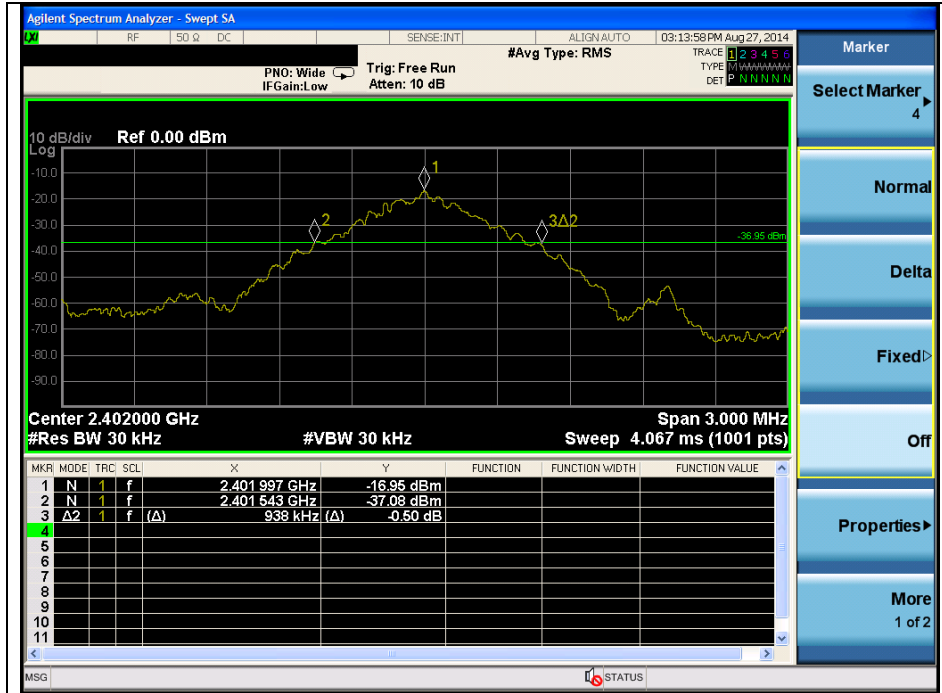 Agilent Spectrum Analyzer - Swept SA
LXI RF 50 Ω DC SENSE:INT ALIGN AUTO 03:13:58 PM Aug 27, 2014
#Avg Type: RMS
TRACE 1 2 3 4 5 6
TYPE M W W W W W
DET P N N N N N
PNO: Wide Trig: Free Run
IFGain:Low Atten: 10 dB
10 dB/div Ref 0.00 dBm
Log
-10.0
-20.0
-30.0
-40.0
-50.0
-60.0
-70.0
-80.0
-90.0
1
2
3Δ2
-36.95 dBm
Center 2.402000 GHz Span 3.000 MHz
#Res BW 30 kHz #VBW 30 kHz Sweep 4.067 ms (1001 pts)
MKR MODE TRC SCL X Y FUNCTION FUNCTION WIDTH FUNCTION VALUE
1 N 1 f 2.401 997 GHz -16.95 dBm
2 N 1 f 2.401 543 GHz -37.08 dBm
3 Δ2 1 f (Δ) 938 kHz (Δ) -0.50 dB
4
5
6
7
8
9
10
11
MSG STATUS
Marker
Select Marker
4
Normal
Delta
Fixed
Off
Properties
More
1 of 2